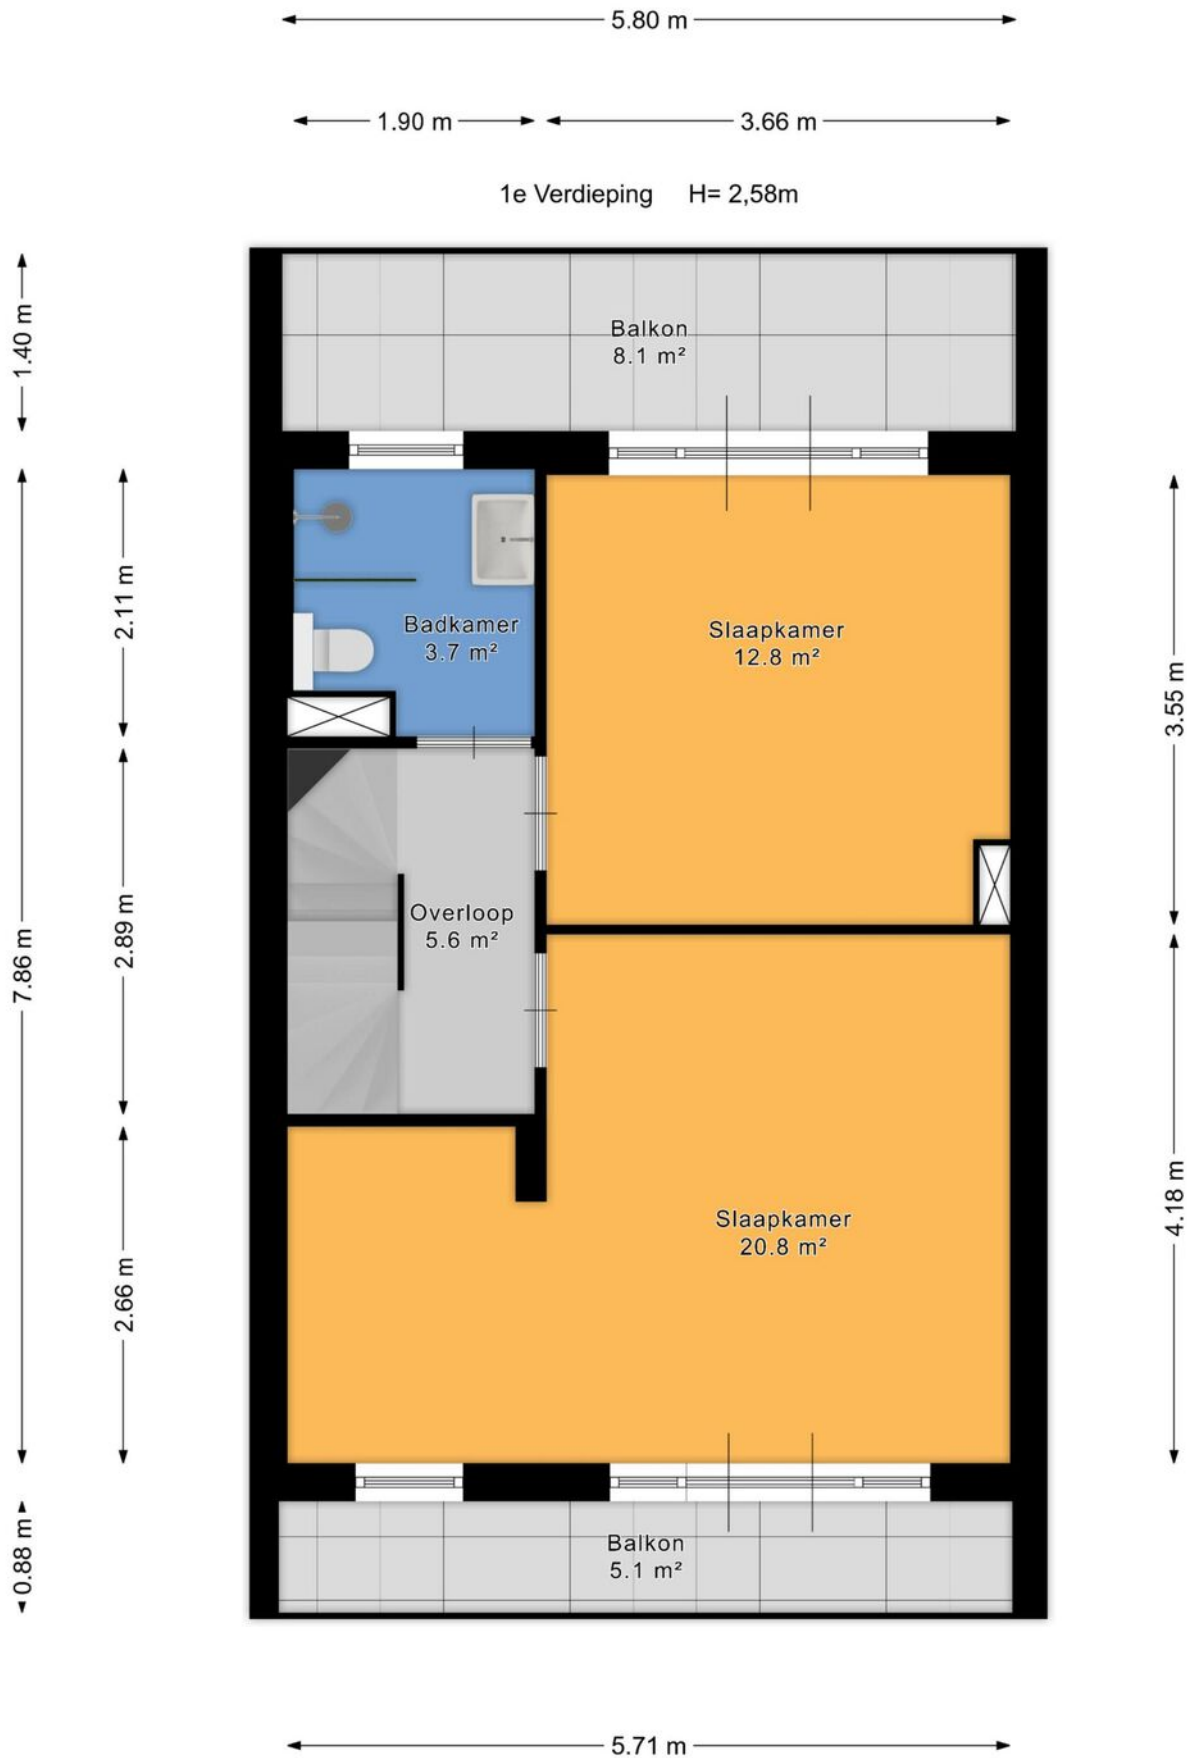 5.80 m
1.90 m
3.66 m
1e Verdieping H= 2,58m
1.40 m
Balkon
8.1 m²
2.11 m
Badkamer
3.7 m²
Slaapkamer
12.8 m²
3.55 m
7.86 m
2.89 m
Overloop
5.6 m²
4.18 m
2.66 m
Slaapkamer
20.8 m²
0.88 m
Balkon
5.1 m²
5.71 m